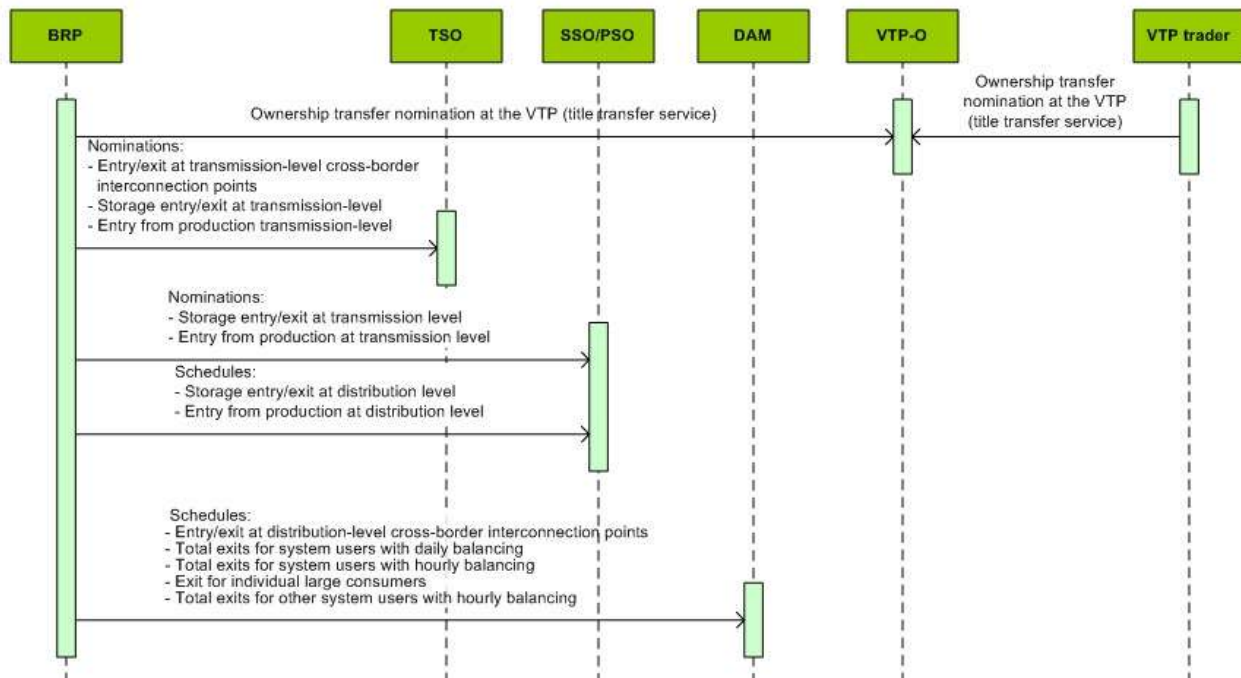 BRP
TSO
SSO/PSO
DAM
VTP-O
VTP trader
Ownership transfer nomination at the VTP (title transfer service)
Ownership transfer
nomination at the VTP
(title transfer service)
Nominations:
- Entry/exit at transmission-level cross-border
interconnection points
- Storage entry/exit at transmission-level
- Entry from production transmission-level
Nominations:
- Storage entry/exit at transmission level
- Entry from production at transmission level
Schedules:
- Storage entry/exit at distribution level
- Entry from production at distribution level
Schedules:
- Entry/exit at distribution-level cross-border interconnection points
- Total exits for system users with daily balancing
- Total exits for system users with hourly balancing
- Exit for individual large consumers
- Total exits for other system users with hourly balancing